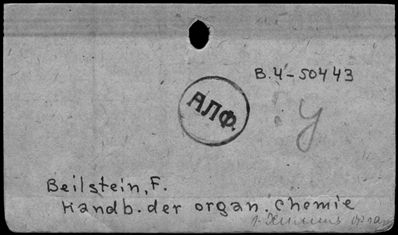 B.4-50443
АЛФ.
y
Beilstein, F.
Handb. der organ. Chemie